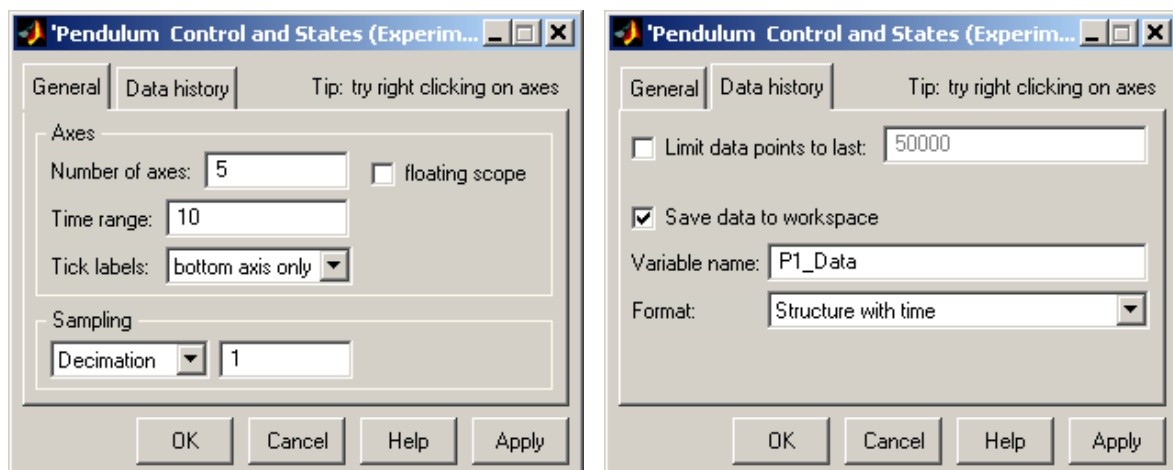 'Pendulum  Control and States (Experim...
General
Data history
Tip: try right clicking on axes
Axes
Number of axes: 5
floating scope
Time range: 10
Tick labels: bottom axis only
Sampling
Decimation
1
OK
Cancel
Help
Apply
'Pendulum  Control and States (Experim...
General
Data history
Tip: try right clicking on axes
Limit data points to last: 50000
Save data to workspace
Variable name: P1_Data
Format: Structure with time
OK
Cancel
Help
Apply